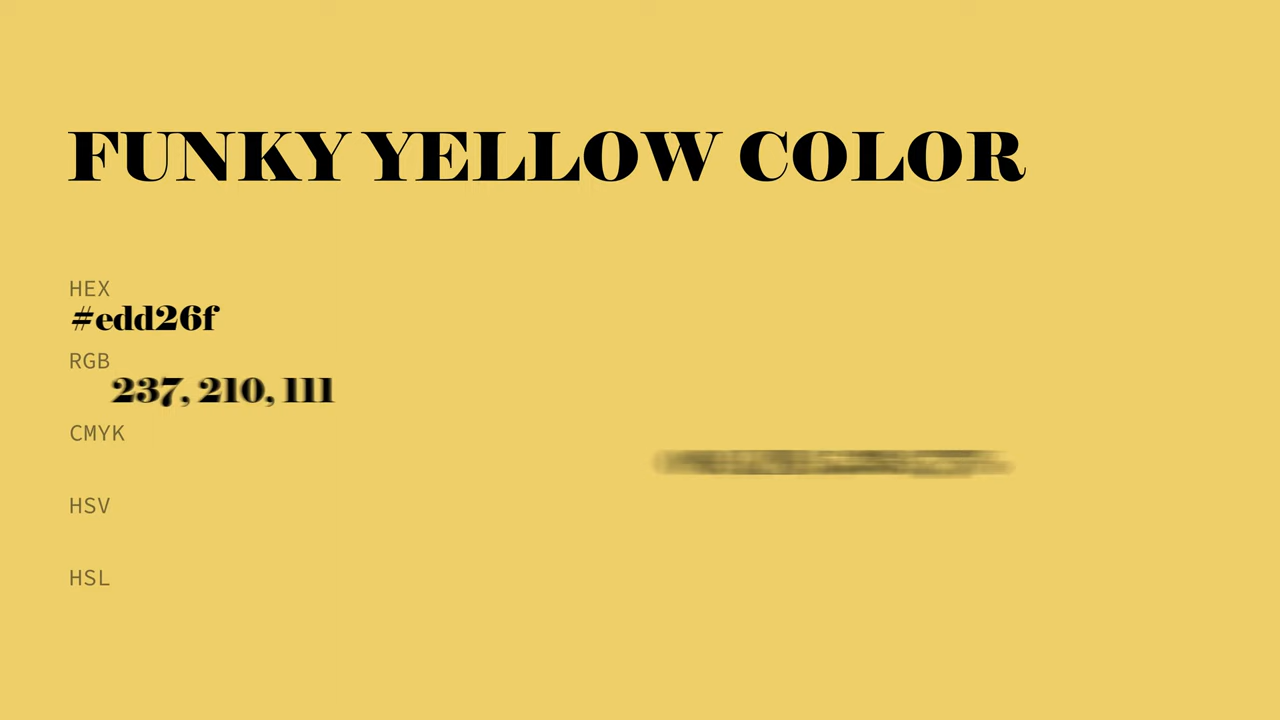 FUNKY YELLOW COLOR
HEX
#edd26f
RGB
237, 210, 111
CMYK
HSV
HSL